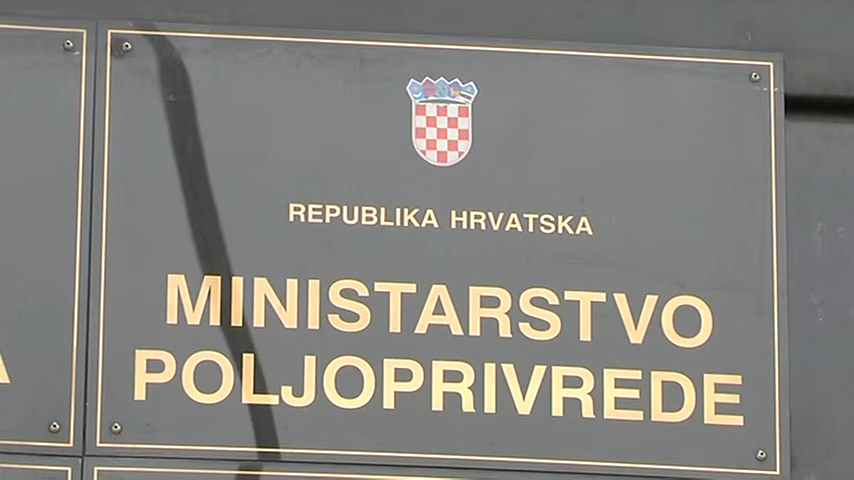 REPUBLIKA HRVATSKA
MINISTARSTVO
POLJOPRIVREDE